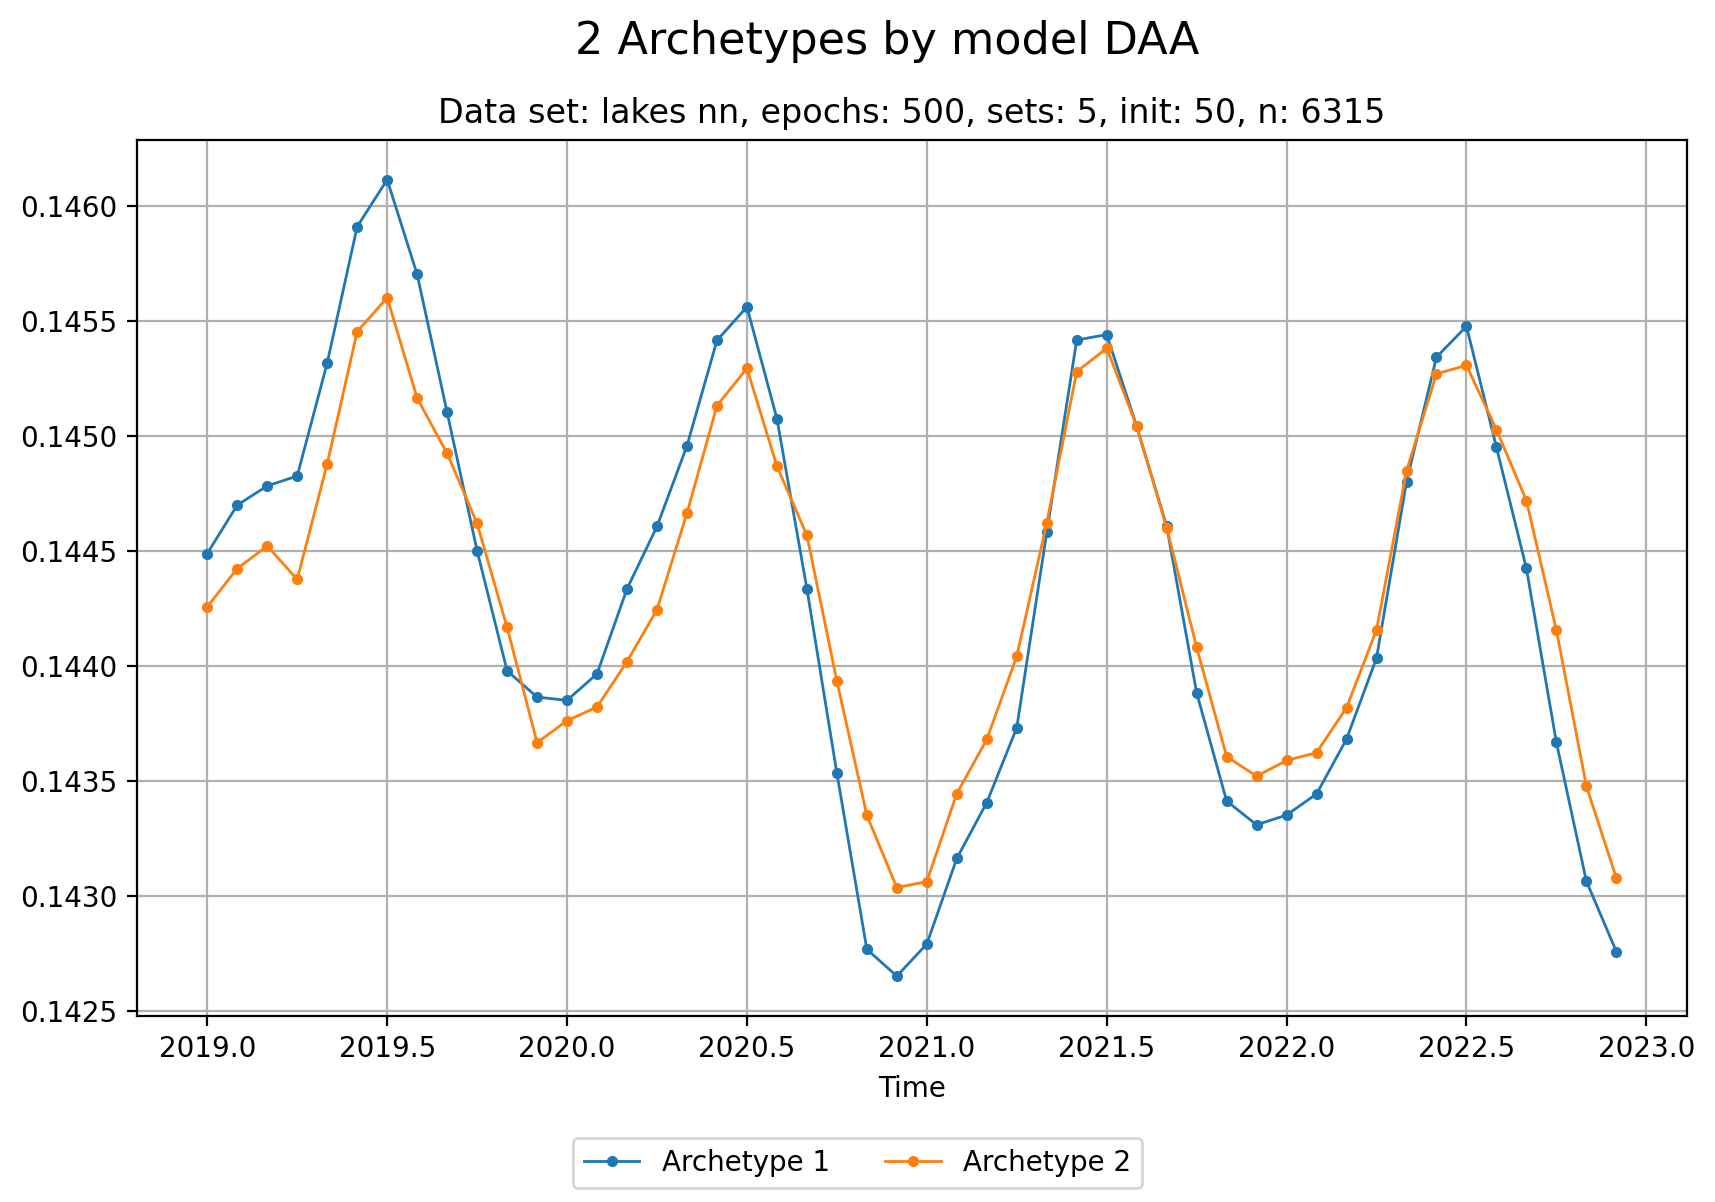 2 Archetypes by model DAA
Data set: lakes nn, epochs: 500, sets: 5, init: 50, n: 6315
0.1460
0.1455
0.1450
0.1445
0.1440
0.1435
0.1430
0.1425
2019.0 2019.5 2020.0 2020.5 2021.0 2021.5 2022.0 2022.5 2023.0
Time
Archetype 1 Archetype 2